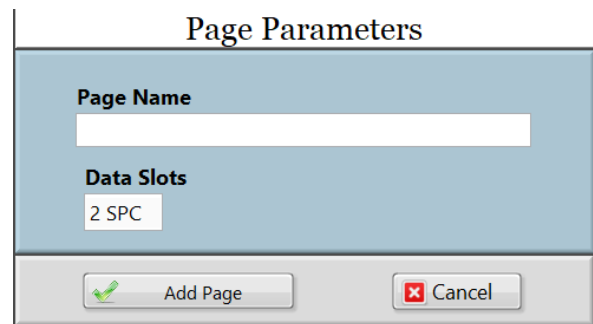 Page Parameters
Page Name
Data Slots
2 SPC
Add Page
Cancel